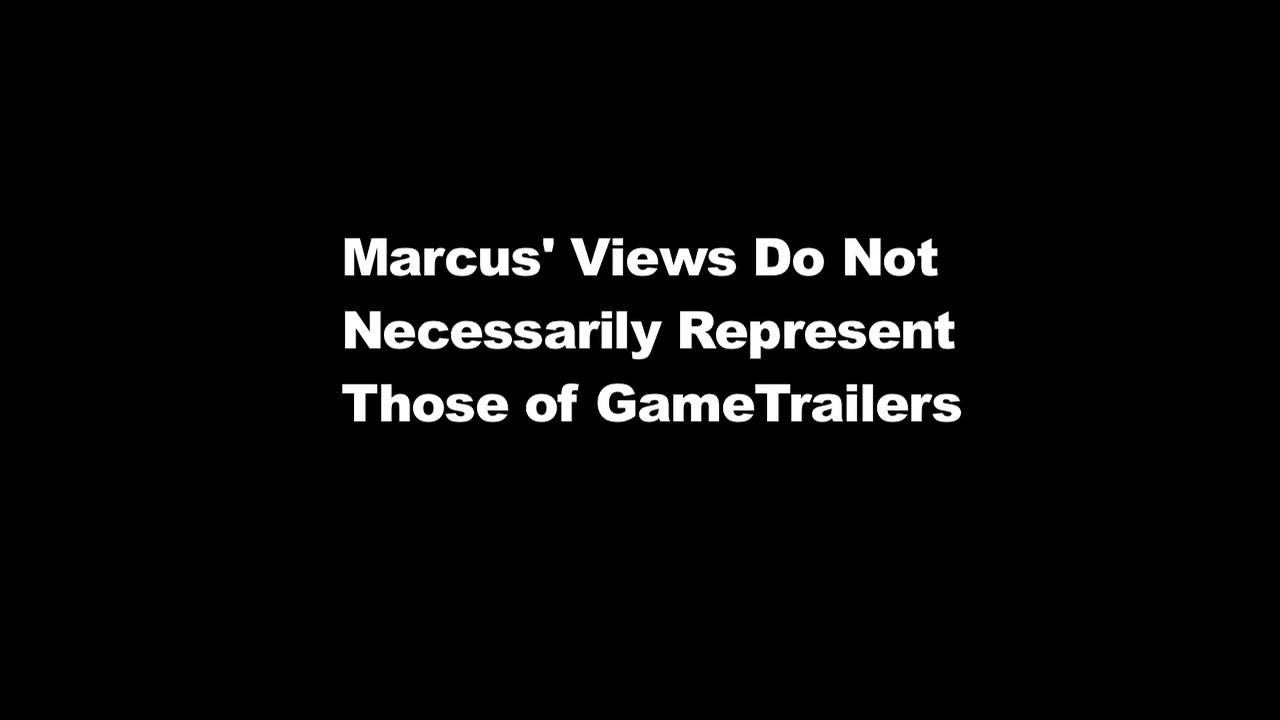 Marcus' Views Do Not
Necessarily Represent
Those of GameTrailers